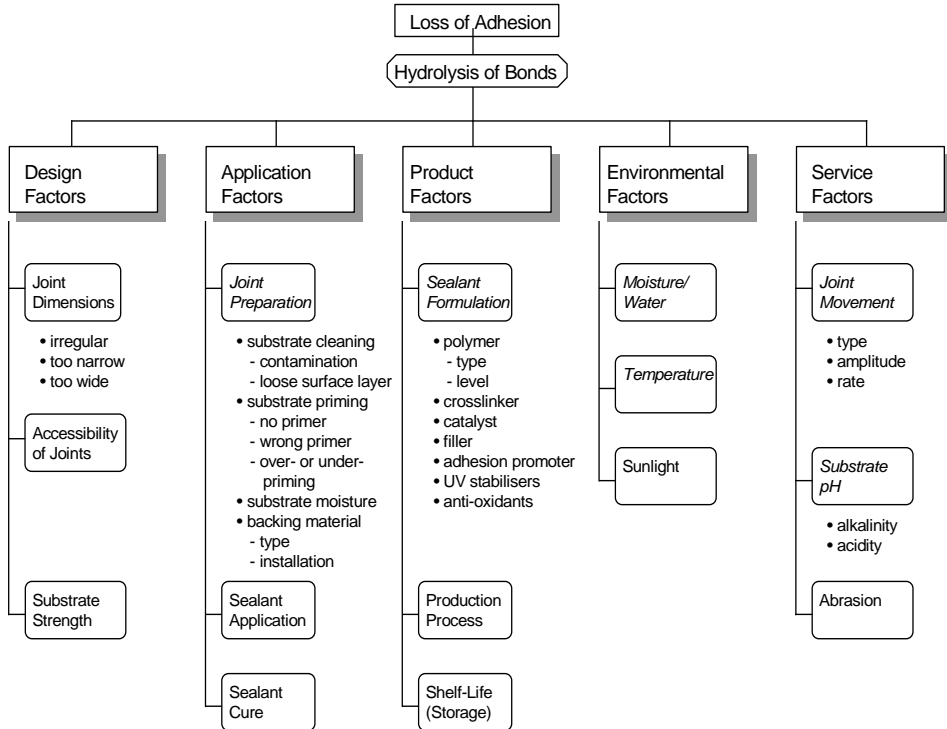 Loss of Adhesion
Hydrolysis of Bonds
Design
Factors
Joint
Dimensions
• irregular
• too narrow
• too wide
Accessibility
of Joints
Substrate
Strength
Application
Factors
Joint
Preparation
• substrate cleaning
- contamination
- loose surface layer
• substrate priming
- no primer
- wrong primer
- over- or under-
priming
• substrate moisture
• backing material
- type
- installation
Sealant
Application
Sealant
Cure
Product
Factors
Sealant
Formulation
• polymer
- type
- level
• crosslinker
• catalyst
• filler
• adhesion promoter
• UV stabilisers
• anti-oxidants
Production
Process
Shelf-Life
(Storage)
Environmental
Factors
Moisture/
Water
Temperature
Sunlight
Service
Factors
Joint
Movement
• type
• amplitude
• rate
Substrate
pH
• alkalinity
• acidity
Abrasion